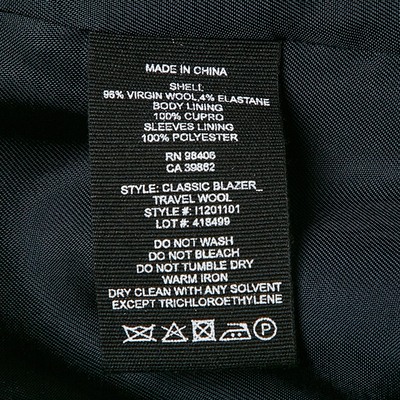 MADE IN CHINA
SHELL
96% VIRGIN WOOL,4% ELASTANE
BODY LINING
100% CUPRO
SLEEVES LINING
100% POLYESTER
RN 98406
CA 39862
STYLE: CLASSIC BLAZER_
TRAVEL WOOL
STYLE #: I1201101
LOT #: 418499
DO NOT WASH
DO NOT BLEACH
DO NOT TUMBLE DRY
WARM IRON
DRY CLEAN WITH ANY SOLVENT
EXCEPT TRICHLOROETHYLENE
P